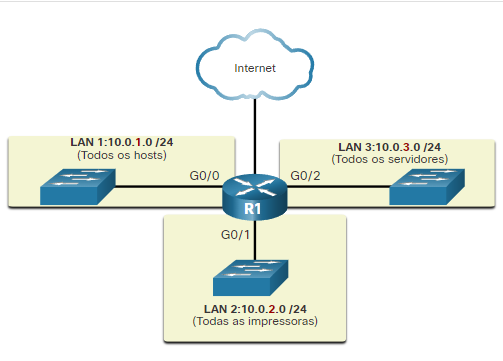 Internet
LAN 1:10.0.1.0 /24
(Todos os hosts)
LAN 3:10.0.3.0 /24
(Todos os servidores)
G0/0
G0/2
R1
G0/1
LAN 2:10.0.2.0 /24
(Todas as impressoras)